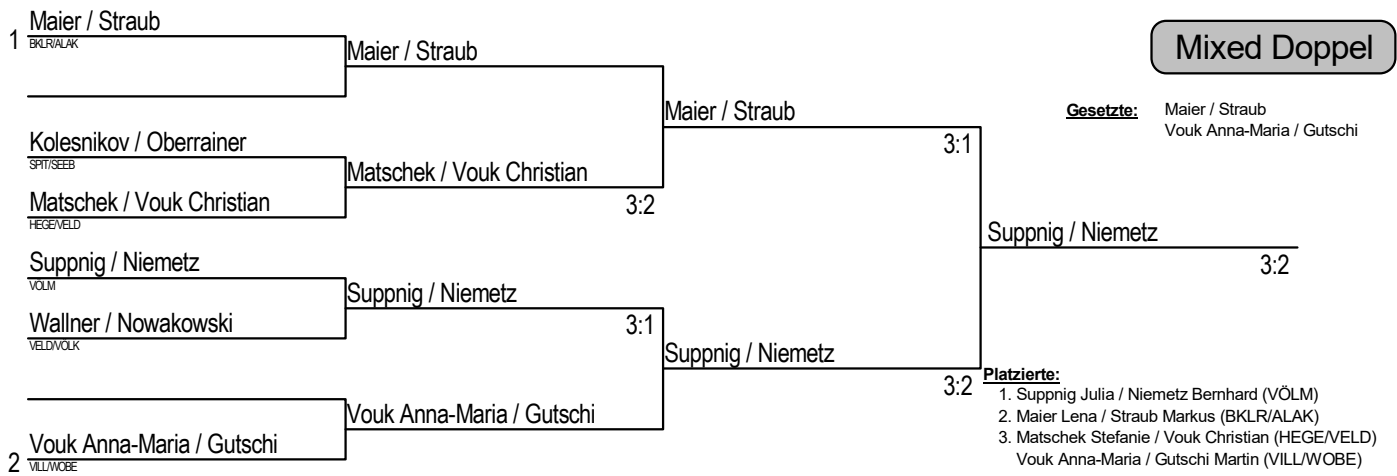 Mixed Doppel
Gesetzte: Maier / Straub
Vouk Anna-Maria / Gutschi
1 Maier / Straub
BKLR/ALAK
Kolesnikov / Oberrainer
SPIT/SEEB
Matschek / Vouk Christian
HEGE/VELD
Suppnig / Niemetz
VÖLM
Wallner / Nowakowski
VELD/VÖLK
2 Vouk Anna-Maria / Gutschi
VILL/WOBE
Maier / Straub
Matschek / Vouk Christian
3:2
Suppnig / Niemetz
3:1
Vouk Anna-Maria / Gutschi
Maier / Straub
3:1
Suppnig / Niemetz
3:2
Suppnig / Niemetz
3:2
Platzierte:
1. Suppnig Julia / Niemetz Bernhard (VÖLM)
2. Maier Lena / Straub Markus (BKLR/ALAK)
3. Matschek Stefanie / Vouk Christian (HEGE/VELD)
Vouk Anna-Maria / Gutschi Martin (VILL/WOBE)